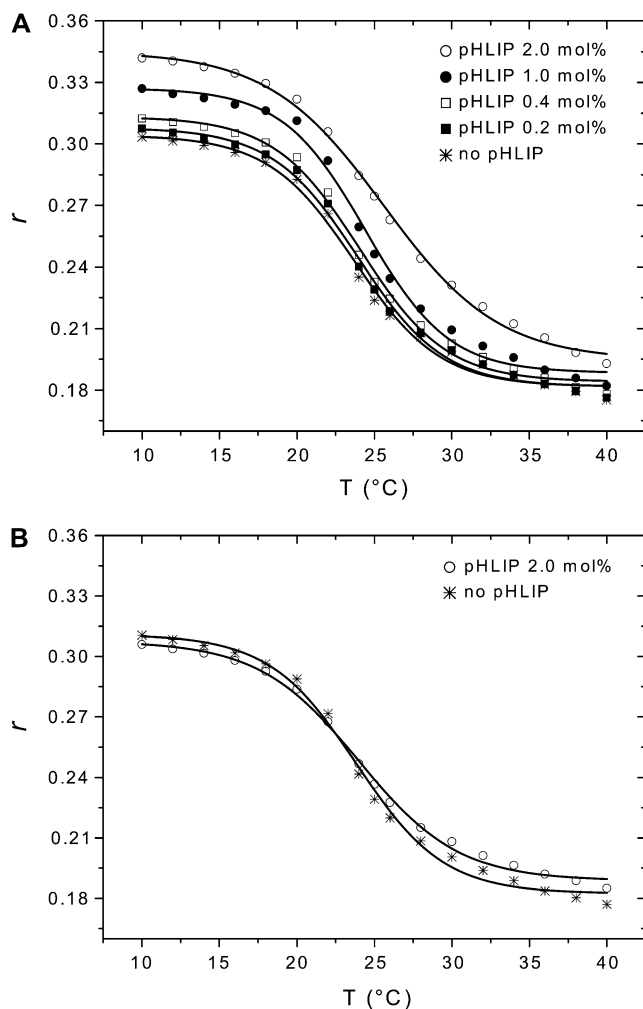 A
0.36
0.33
0.30
0.27
0.24
0.21
0.18
r
pHLIP 2.0 mol%
pHLIP 1.0 mol%
pHLIP 0.4 mol%
pHLIP 0.2 mol%
no pHLIP
10 15 20 25 30 35 40
T (°C)
B
0.36
0.33
0.30
0.27
0.24
0.21
0.18
r
pHLIP 2.0 mol%
no pHLIP
10 15 20 25 30 35 40
T (°C)